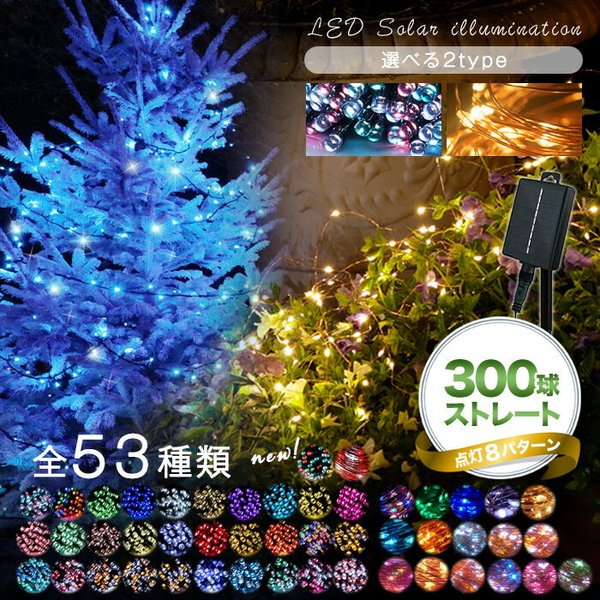 LED Solar illumination
選べる2type
300球
ストレート
点灯8パターン
全53種類 new!